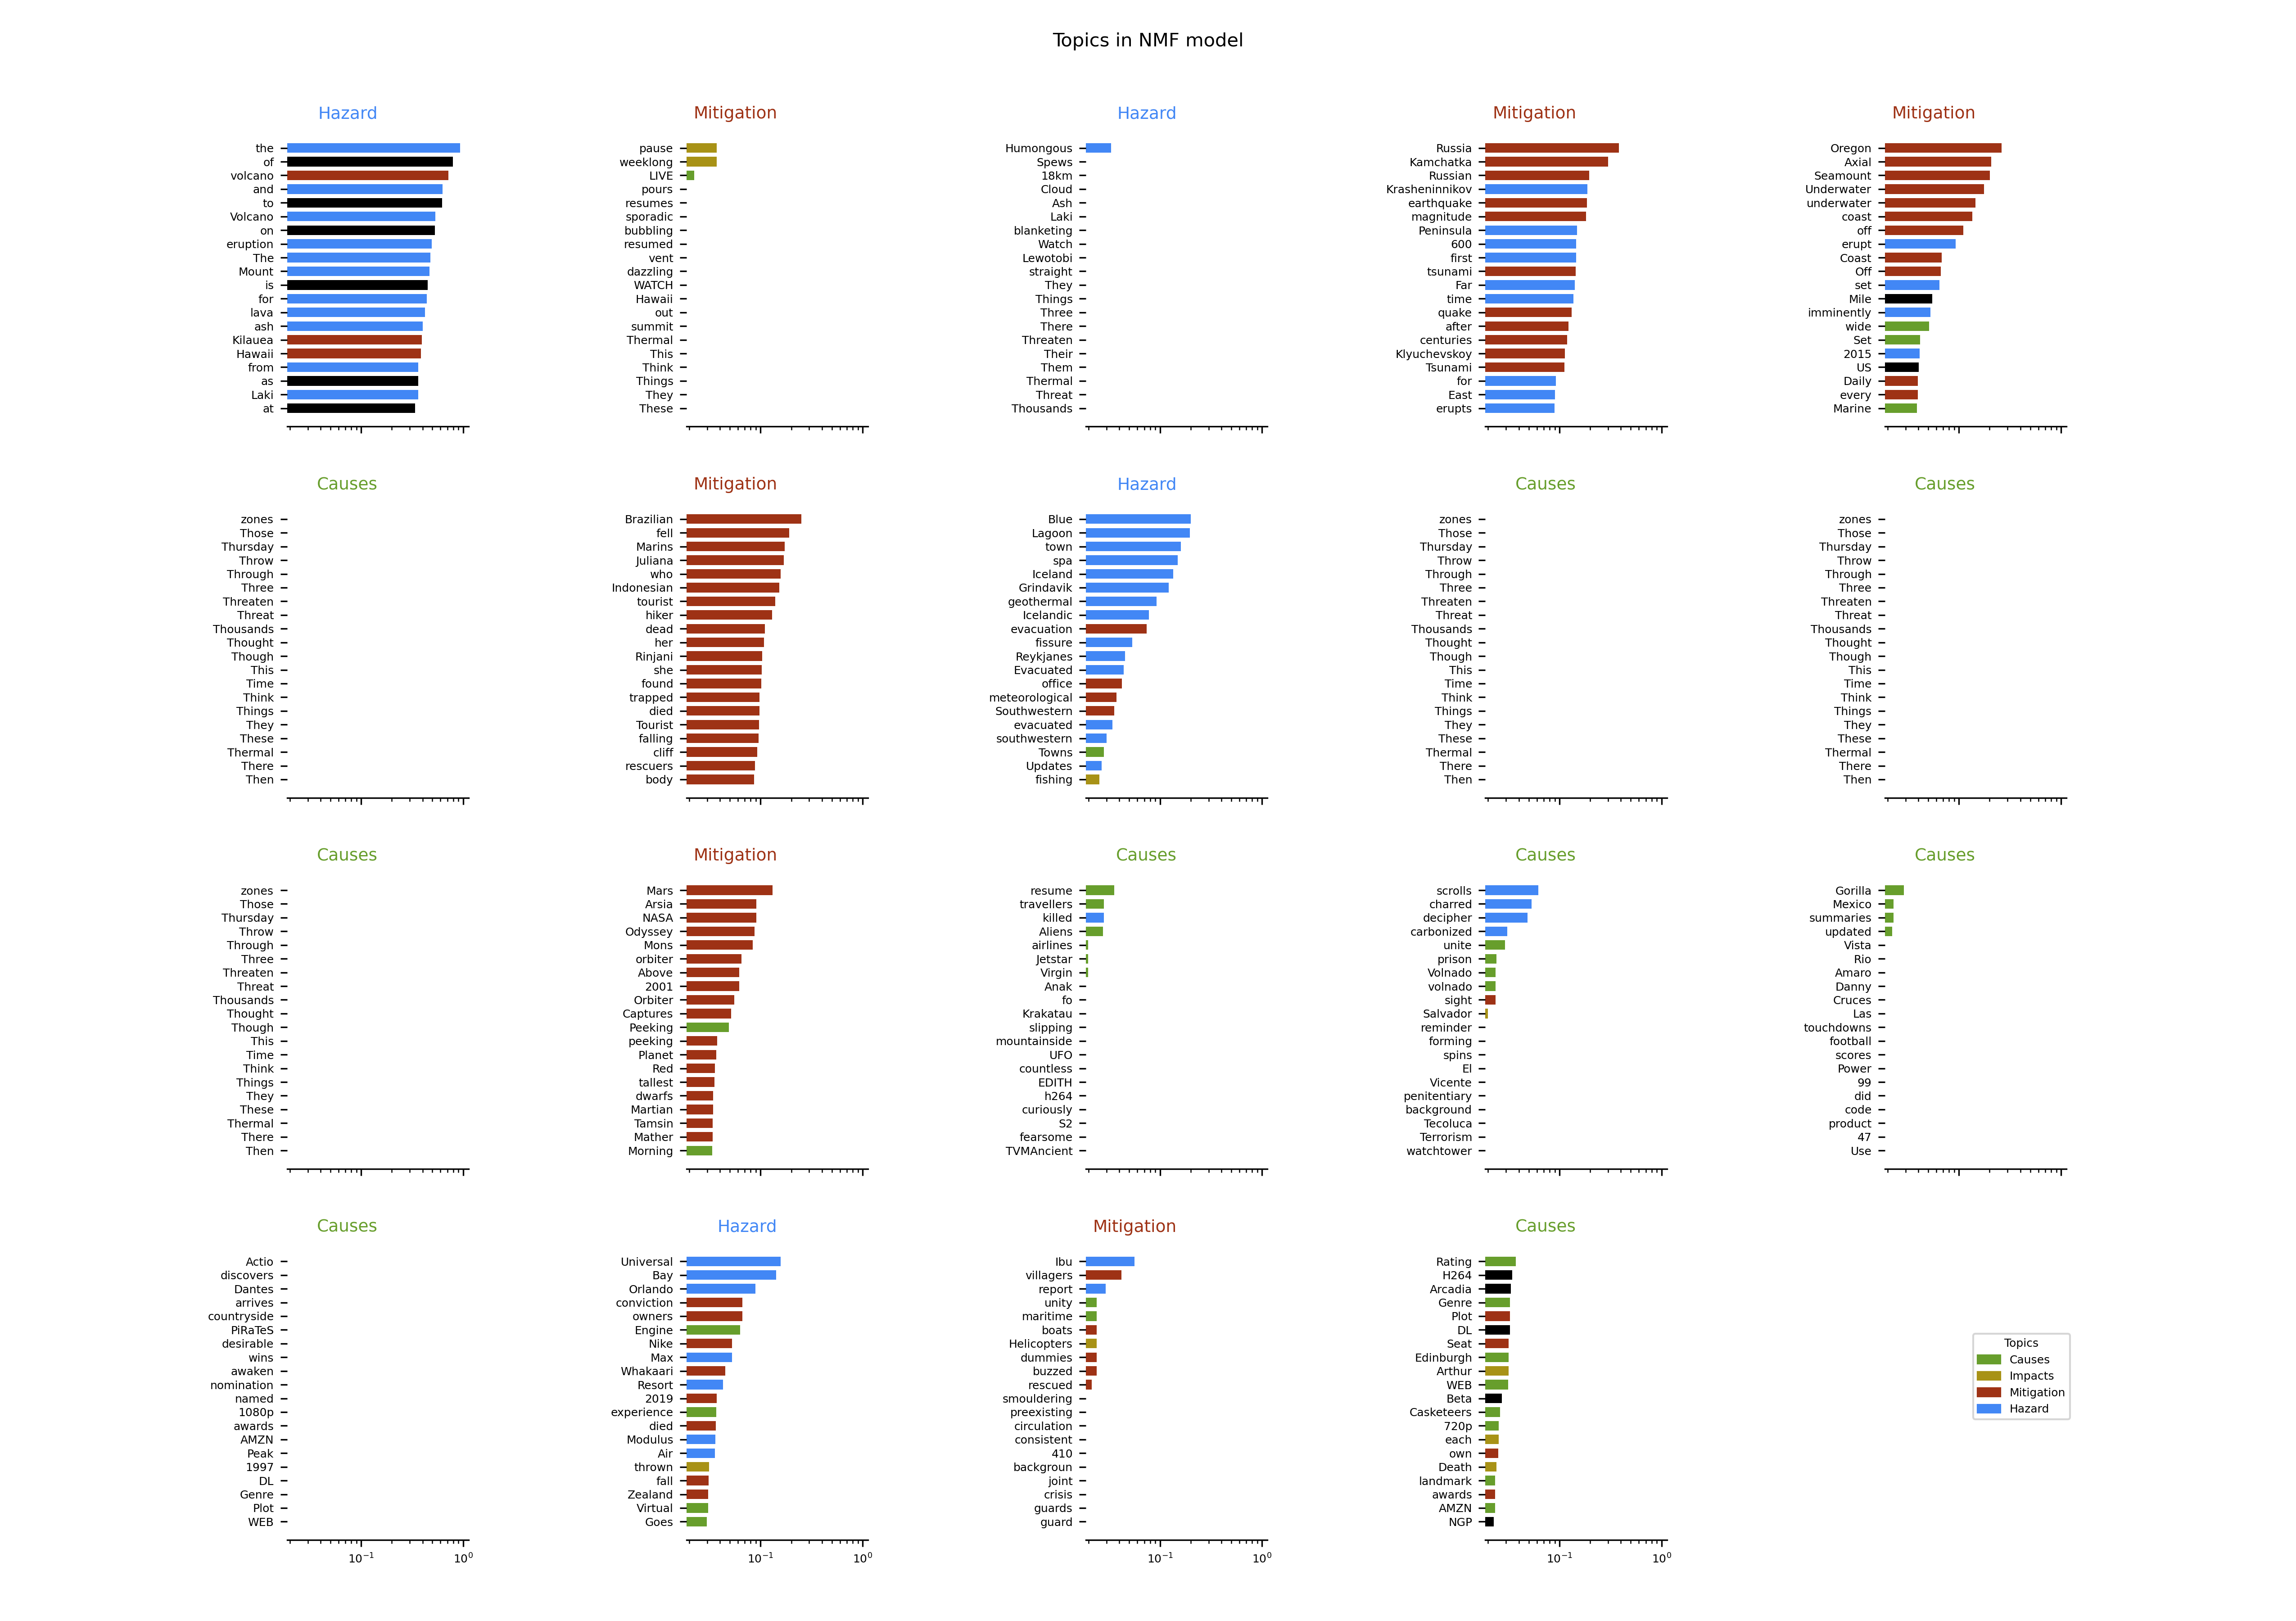 Topics in NMF model
Hazard
the
of
volcano
and
to
Volcano
on
eruption
The
Mount
is
for
lava
ash
Kilauea
Hawaii
from
as
Laki
at
Mitigation
pause
weeklong
LIVE
pours
resumes
sporadic
bubbling
resumed
vent
dazzling
WATCH
Hawaii
out
summit
Thermal
This
Think
Things
They
These
Hazard
Humongous
Spews
18km
Cloud
Ash
Laki
blanketing
Watch
Lewotobi
straight
They
Things
Three
There
Threaten
Their
Them
Thermal
Threat
Thousands
Mitigation
Russia
Kamchatka
Russian
Krasheninnikov
earthquake
magnitude
Peninsula
600
first
tsunami
Far
time
quake
after
centuries
Klyuchevskoy
Tsunami
for
East
erupts
Mitigation
Oregon
Axial
Seamount
Underwater
underwater
coast
off
erupt
Coast
Off
set
Mile
imminently
wide
Set
2015
US
Daily
every
Marine
Causes
zones
Those
Thursday
Throw
Through
Three
Threaten
Threat
Thousands
Thought
Though
This
Time
Think
Things
They
These
Thermal
There
Then
Mitigation
Brazilian
fell
Marins
Juliana
who
Indonesian
tourist
hiker
dead
her
Rinjani
she
found
trapped
died
Tourist
falling
cliff
rescuers
body
Hazard
Blue
Lagoon
town
spa
Iceland
Grindavik
geothermal
Icelandic
evacuation
fissure
Reykjanes
Evacuated
office
meteorological
Southwestern
evacuated
southwestern
Towns
Updates
fishing
Causes
zones
Those
Thursday
Throw
Through
Three
Threaten
Threat
Thousands
Thought
Though
This
Time
Think
Things
They
These
Thermal
There
Then
Causes
zones
Those
Thursday
Throw
Through
Three
Threaten
Threat
Thousands
Thought
Though
This
Time
Think
Things
They
These
Thermal
There
Then
Causes
zones
Those
Thursday
Throw
Through
Three
Threaten
Threat
Thousands
Thought
Though
This
Time
Think
Things
They
These
Thermal
There
Then
Mitigation
Mars
Arsia
NASA
Odyssey
Mons
orbiter
Above
2001
Orbiter
Captures
Peeking
peeking
Planet
Red
tallest
dwarfs
Martian
Tamsin
Mather
Morning
Causes
resume
travellers
killed
Aliens
airlines
Jetstar
Virgin
Anak
fo
Krakatau
slipping
mountainside
UFO
countless
EDITH
h264
curiously
S2
fearsome
TVMAncient
Causes
scrolls
charred
decipher
carbonized
unite
prison
Volnado
volnado
sight
Salvador
reminder
forming
spins
El
Vicente
penitentiary
background
Tecoluca
Terrorism
watchtower
Causes
Gorilla
Mexico
summaries
updated
Vista
Rio
Amaro
Danny
Cruces
Las
touchdowns
football
scores
Power
99
did
code
product
47
Use
Causes
Actio
discovers
Dantes
arrives
countryside
PiRaTeS
desirable
wins
awaken
nomination
named
1080p
awards
AMZN
Peak
1997
DL
Genre
Plot
WEB
10⁻¹ 10⁰
Hazard
Universal
Bay
Orlando
conviction
owners
Engine
Nike
Max
Whakaari
Resort
2019
experience
died
Modulus
Air
thrown
fall
Zealand
Virtual
Goes
10⁻¹ 10⁰
Mitigation
Ibu
villagers
report
unity
maritime
boats
Helicopters
dummies
buzzed
rescued
smouldering
preexisting
circulation
consistent
410
backgroun
joint
crisis
guards
guard
10⁻¹ 10⁰
Causes
Rating
H264
Arcadia
Genre
Plot
DL
Seat
Edinburgh
Arthur
WEB
Beta
Casketeers
720p
each
own
Death
landmark
awards
AMZN
NGP
10⁻¹ 10⁰
Topics
Causes
Impacts
Mitigation
Hazard